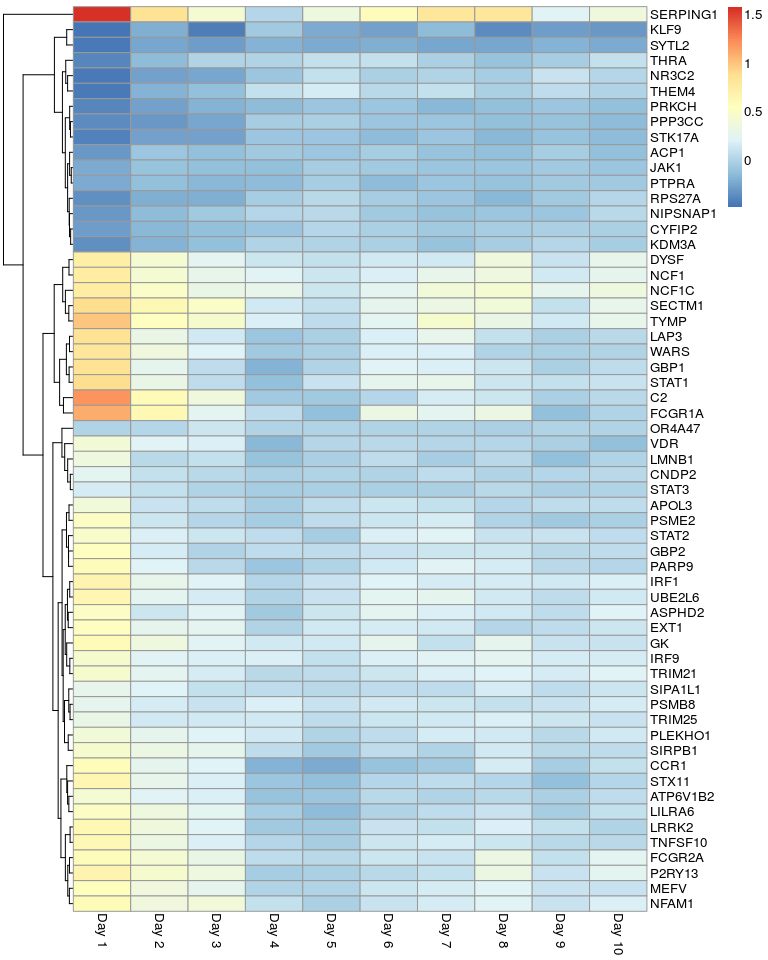 SERPING1
KLF9
SYTL2
THRA
NR3C2
THEM4
PRKCH
PPP3CC
STK17A
ACP1
JAK1
PTPRA
RPS27A
NIPSNAP1
CYFIP2
KDM3A
DYSF
NCF1
NCF1C
SECTM1
TYMP
LAP3
WARS
GBP1
STAT1
C2
FCGR1A
OR4A47
VDR
LMNB1
CNDP2
STAT3
APOL3
PSME2
STAT2
GBP2
PARP9
IRF1
UBE2L6
ASPHD2
EXT1
GK
IRF9
TRIM21
SIPA1L1
PSMB8
TRIM25
PLEKHO1
SIRPB1
CCR1
STX11
ATP6V1B2
LILRA6
LRRK2
TNFSF10
FCGR2A
P2RY13
MEFV
NFAM1
1.5
1
0.5
0
Day 1
Day 2
Day 3
Day 4
Day 5
Day 6
Day 7
Day 8
Day 9
Day 10